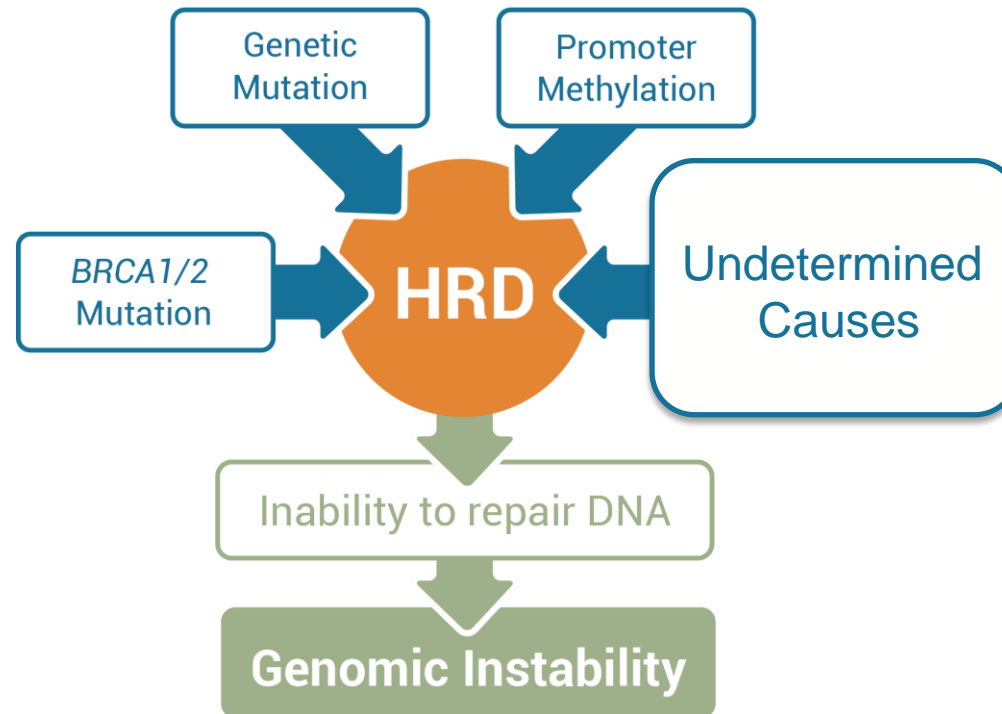 Genetic
Mutation
Promoter
Methylation
BRCA1/2
Mutation
HRD
Undetermined
Causes
Inability to repair DNA
Genomic Instability